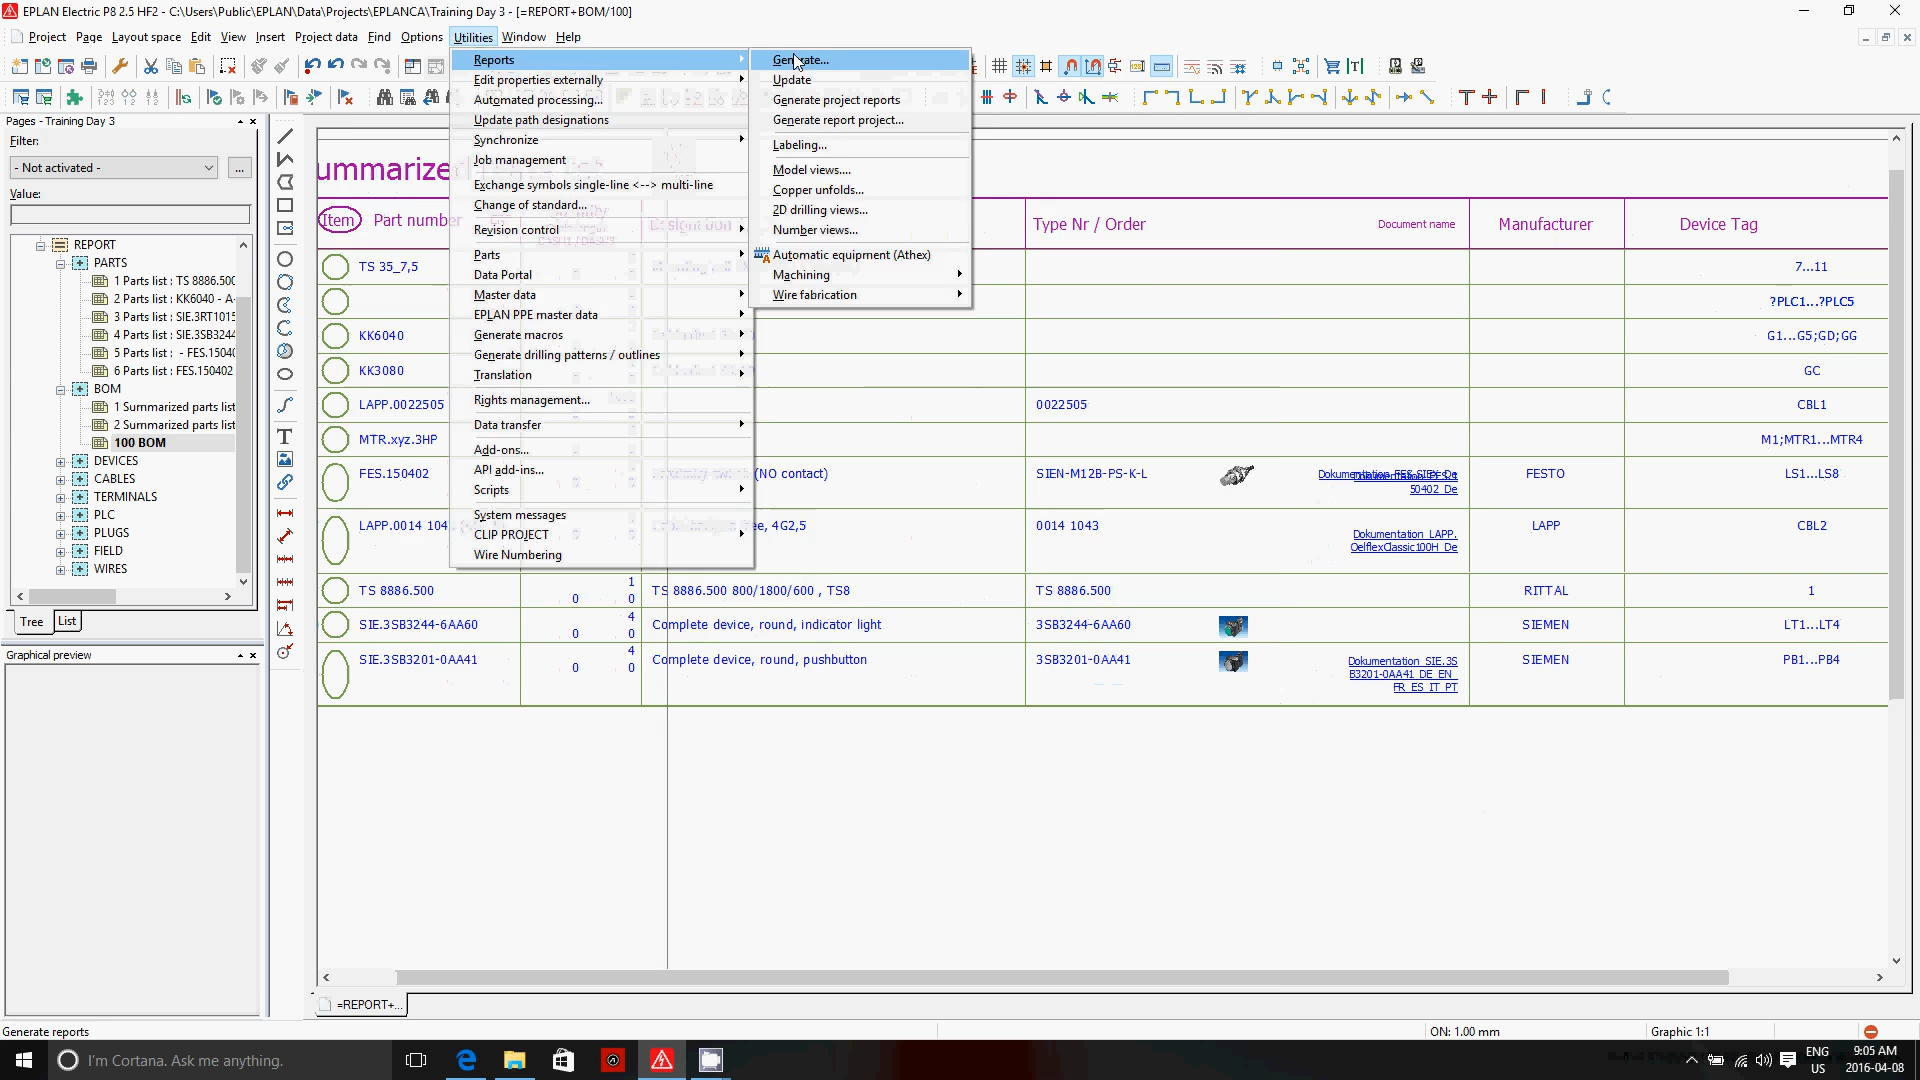 EPLAN Electric P8 2.5 HF2 - C:\Users\Public\EPLAN\Data\Projects\EPLANCA\Training Day 3 - [=REPORT+BOM/100]
Project Page Layout space Edit View Insert Project data Find Options Utilities Window Help
Pages - Training Day 3
Filter:
- Not activated -
...
Value:
REPORT
PARTS
1 Parts list : TS 8886.500
2 Parts list : KK6040 - A-
3 Parts list : SIE.3RT1015
4 Parts list : SIE.3SB3244
5 Parts list : - FES.15040
6 Parts list : FES.150402
BOM
1 Summarized parts list
2 Summarized parts list
100 BOM
DEVICES
CABLES
TERMINALS
PLC
PLUGS
FIELD
WIRES
Tree List
Graphical preview
Reports
Edit properties externally
Automated processing...
Update path designations
Synchronize
Job management
Exchange symbols single-line <--> multi-line
Change of standard...
Revision control
Parts
Data Portal
Master data
EPLAN PPE master data
Generate macros
Generate drilling patterns / outlines
Translation
Rights management...
Data transfer
Add-ons...
API add-ins...
Scripts
System messages
CLIP PROJECT
Wire Numbering
Generate...
Update
Generate project reports
Generate report project...
Labeling...
Model views....
Copper unfolds...
2D drilling views...
Number views...
Automatic equipment (Athex)
Machining
Wire fabrication
ummarized
Item Part number Type Nr / Order Document name Manufacturer Device Tag
TS 35_7,5 7...11
?PLC1...?PLC5
KK6040 G1...G5;GD;GG
KK3080 GC
LAPP.0022505 0022505 CBL1
MTR.xyz.3HP M1;MTR1...MTR4
FES.150402 (NO contact) SIEN-M12B-PS-K-L FESTO LS1...LS8
50402_De
LAPP.0014 104 ee, 4G2,5 0014 1043 Dokumentation_LAPP. LAPP CBL2
OelflexClassic100H_De
TS 8886.500 1 0 0 TS 8886.500 800/1800/600 , TS8 TS 8886.500 RITTAL 1
SIE.3SB3244-6AA60 4 0 0 Complete device, round, indicator light 3SB3244-6AA60 SIEMEN LT1...LT4
SIE.3SB3201-0AA41 4 0 0 Complete device, round, pushbutton 3SB3201-0AA41 Dokumentation_SIE.3S SIEMEN PB1...PB4
B3201-0AA41_DE_EN_
FR_ES_IT_PT
=REPORT+...
Generate reports ON: 1.00 mm Graphic 1:1
I'm Cortana. Ask me anything.
ENG
US
9:05 AM
2016-04-08